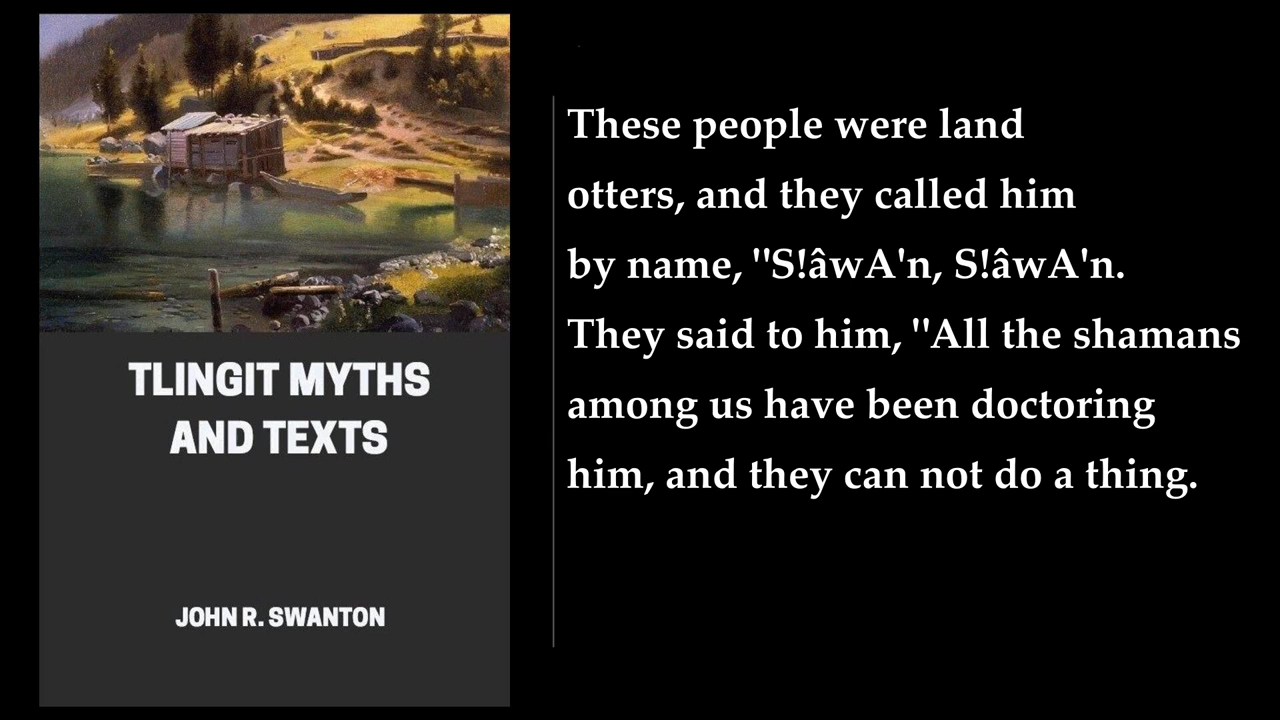 TLINGIT MYTHS
AND TEXTS
JOHN R. SWANTON
These people were land
otters, and they called him
by name, "S!âwA'n, S!âwA'n.
They said to him, "All the shamans
among us have been doctoring
him, and they can not do a thing.